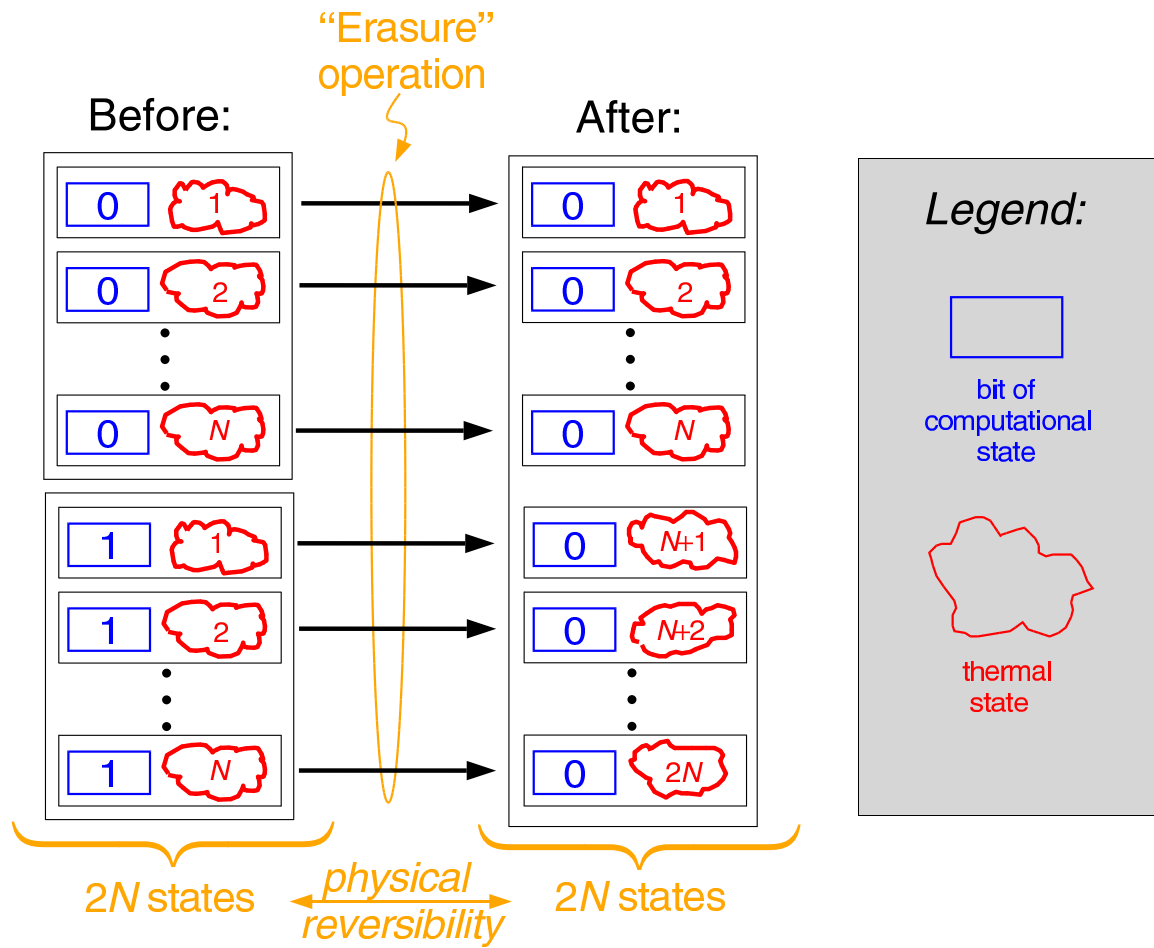 “Erasure”
operation
Before:
After:
Legend:
0 1
0 1
0 2
0 2
0 N
0 N
1 1
0 N+1
1 2
0 N+2
1 N
0 2N
bit of
computational
state
thermal
state
2N states
physical
reversibility
2N states